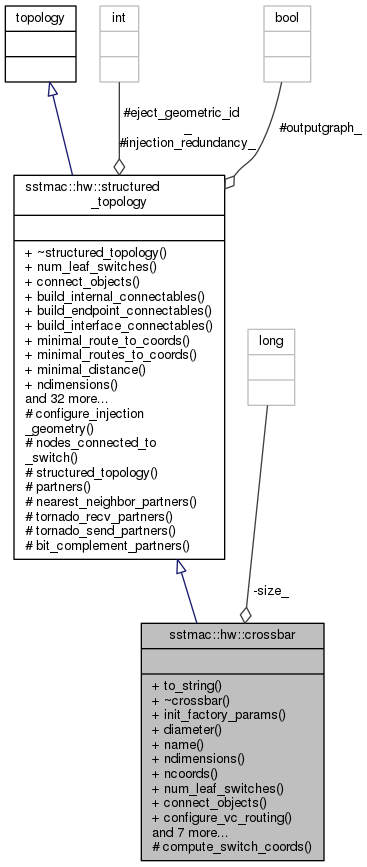 topology
int
bool
#eject_geometric_id
_
#injection_redundancy_
#outputgraph_
sstmac::hw::structured
_topology
+ ~structured_topology()
+ num_leaf_switches()
+ connect_objects()
+ build_internal_connectables()
+ build_endpoint_connectables()
+ build_interface_connectables()
+ minimal_route_to_coords()
+ minimal_routes_to_coords()
+ minimal_distance()
+ ndimensions()
and 32 more...
# configure_injection
_geometry()
# nodes_connected_to
_switch()
# structured_topology()
# partners()
# nearest_neighbor_partners()
# tornado_recv_partners()
# tornado_send_partners()
# bit_complement_partners()
long
-size_
sstmac::hw::crossbar
+ to_string()
+ ~crossbar()
+ init_factory_params()
+ diameter()
+ name()
+ ndimensions()
+ ncoords()
+ num_leaf_switches()
+ connect_objects()
+ configure_vc_routing()
and 7 more...
# compute_switch_coords()